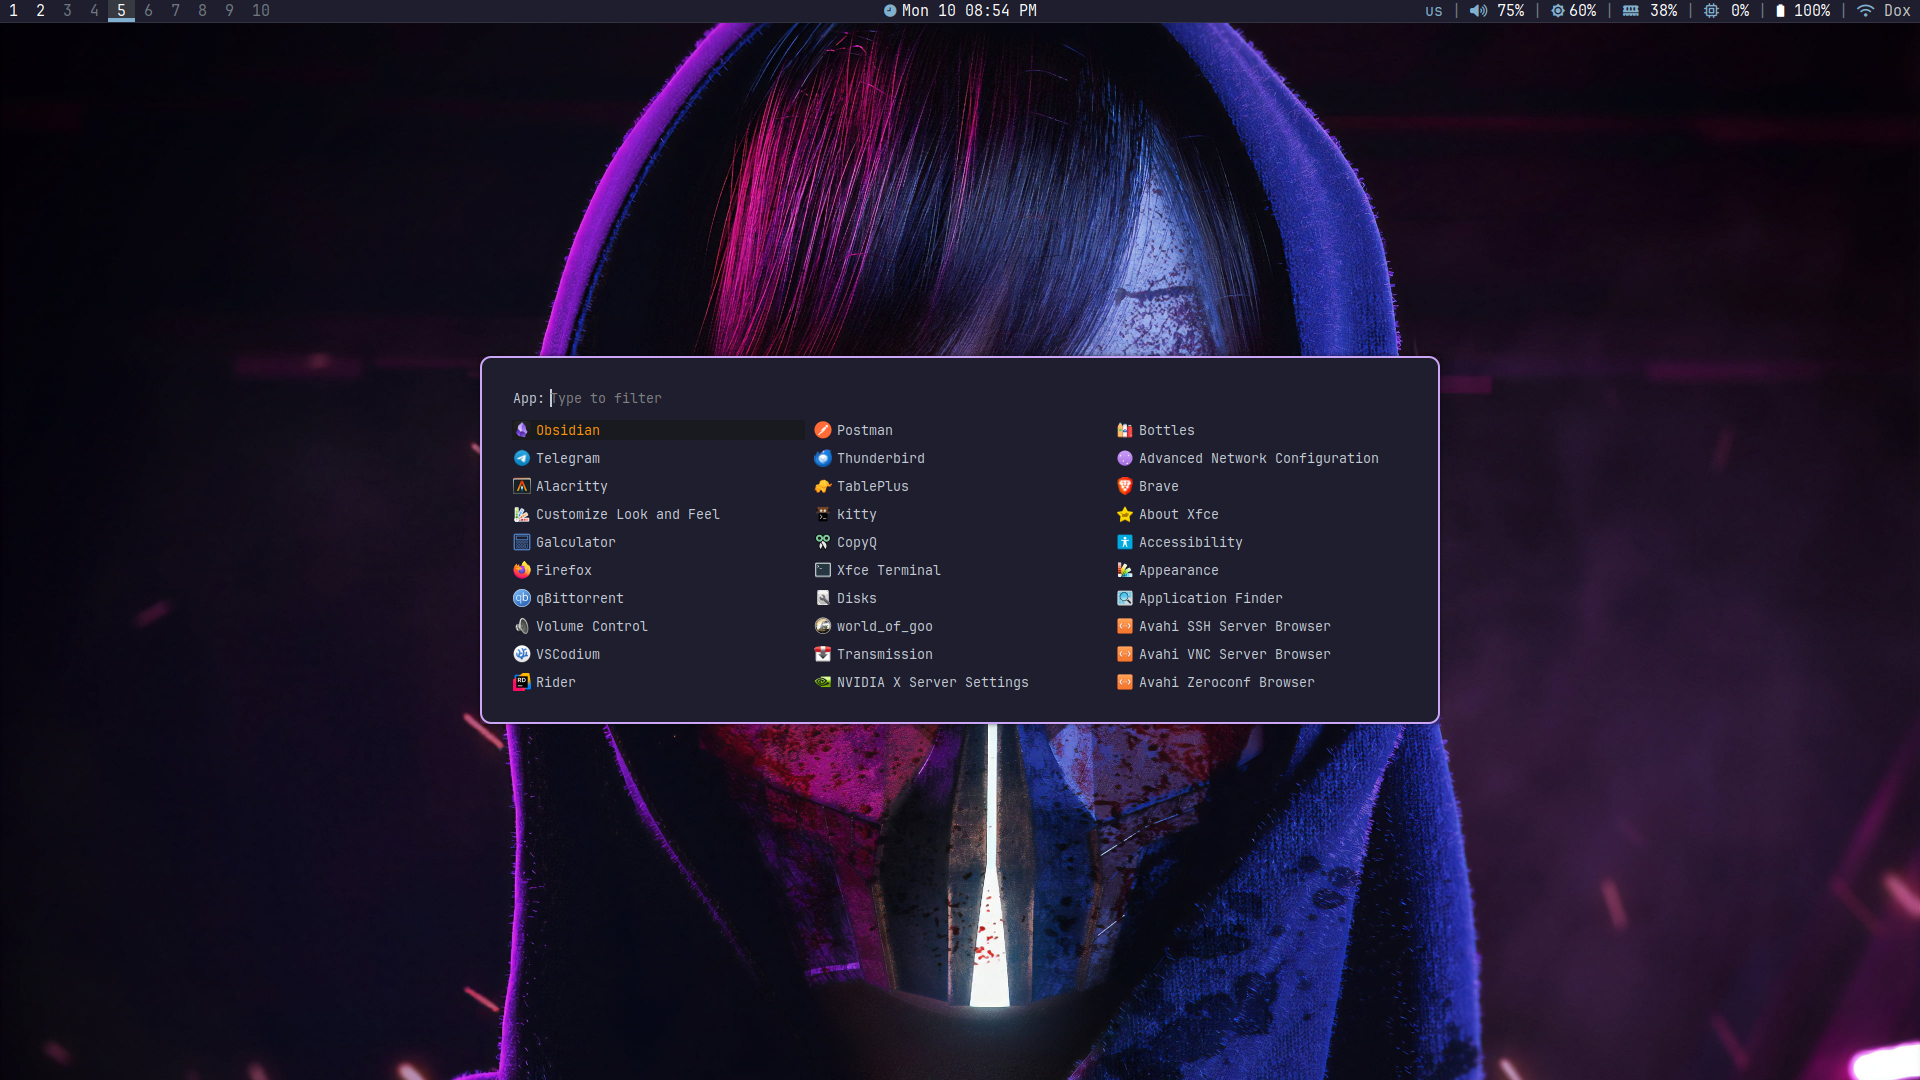 1 2 3 4 5 6 7 8 9 10
Mon 10 08:54 PM
us | 75% | 60% | 38% | 0% | 100% | Dox
App: Type to filter
Obsidian
Telegram
Alacritty
Customize Look and Feel
Galculator
Firefox
qBittorrent
Volume Control
VSCodium
Rider
Postman
Thunderbird
TablePlus
kitty
CopyQ
Xfce Terminal
Disks
world_of_goo
Transmission
NVIDIA X Server Settings
Bottles
Advanced Network Configuration
Brave
About Xfce
Accessibility
Appearance
Application Finder
Avahi SSH Server Browser
Avahi VNC Server Browser
Avahi Zeroconf Browser